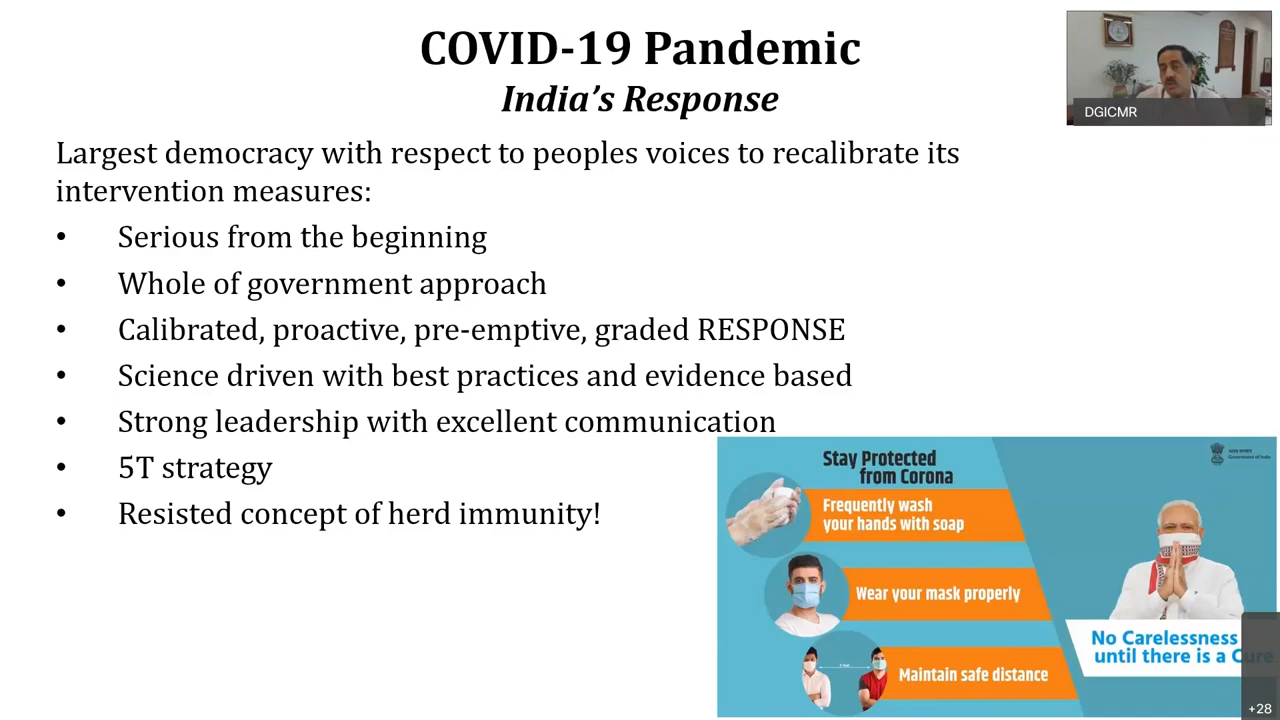 COVID-19 Pandemic
India’s Response
DGICMR
Largest democracy with respect to peoples voices to recalibrate its
intervention measures:
• Serious from the beginning
• Whole of government approach
• Calibrated, proactive, pre-emptive, graded RESPONSE
• Science driven with best practices and evidence based
• Strong leadership with excellent communication
• 5T strategy
• Resisted concept of herd immunity!
Stay Protected
from Corona
Government of India
Frequently wash
your hands with soap
Wear your mask properly
Maintain safe distance
No Carelessness
until there is a Cure
+28